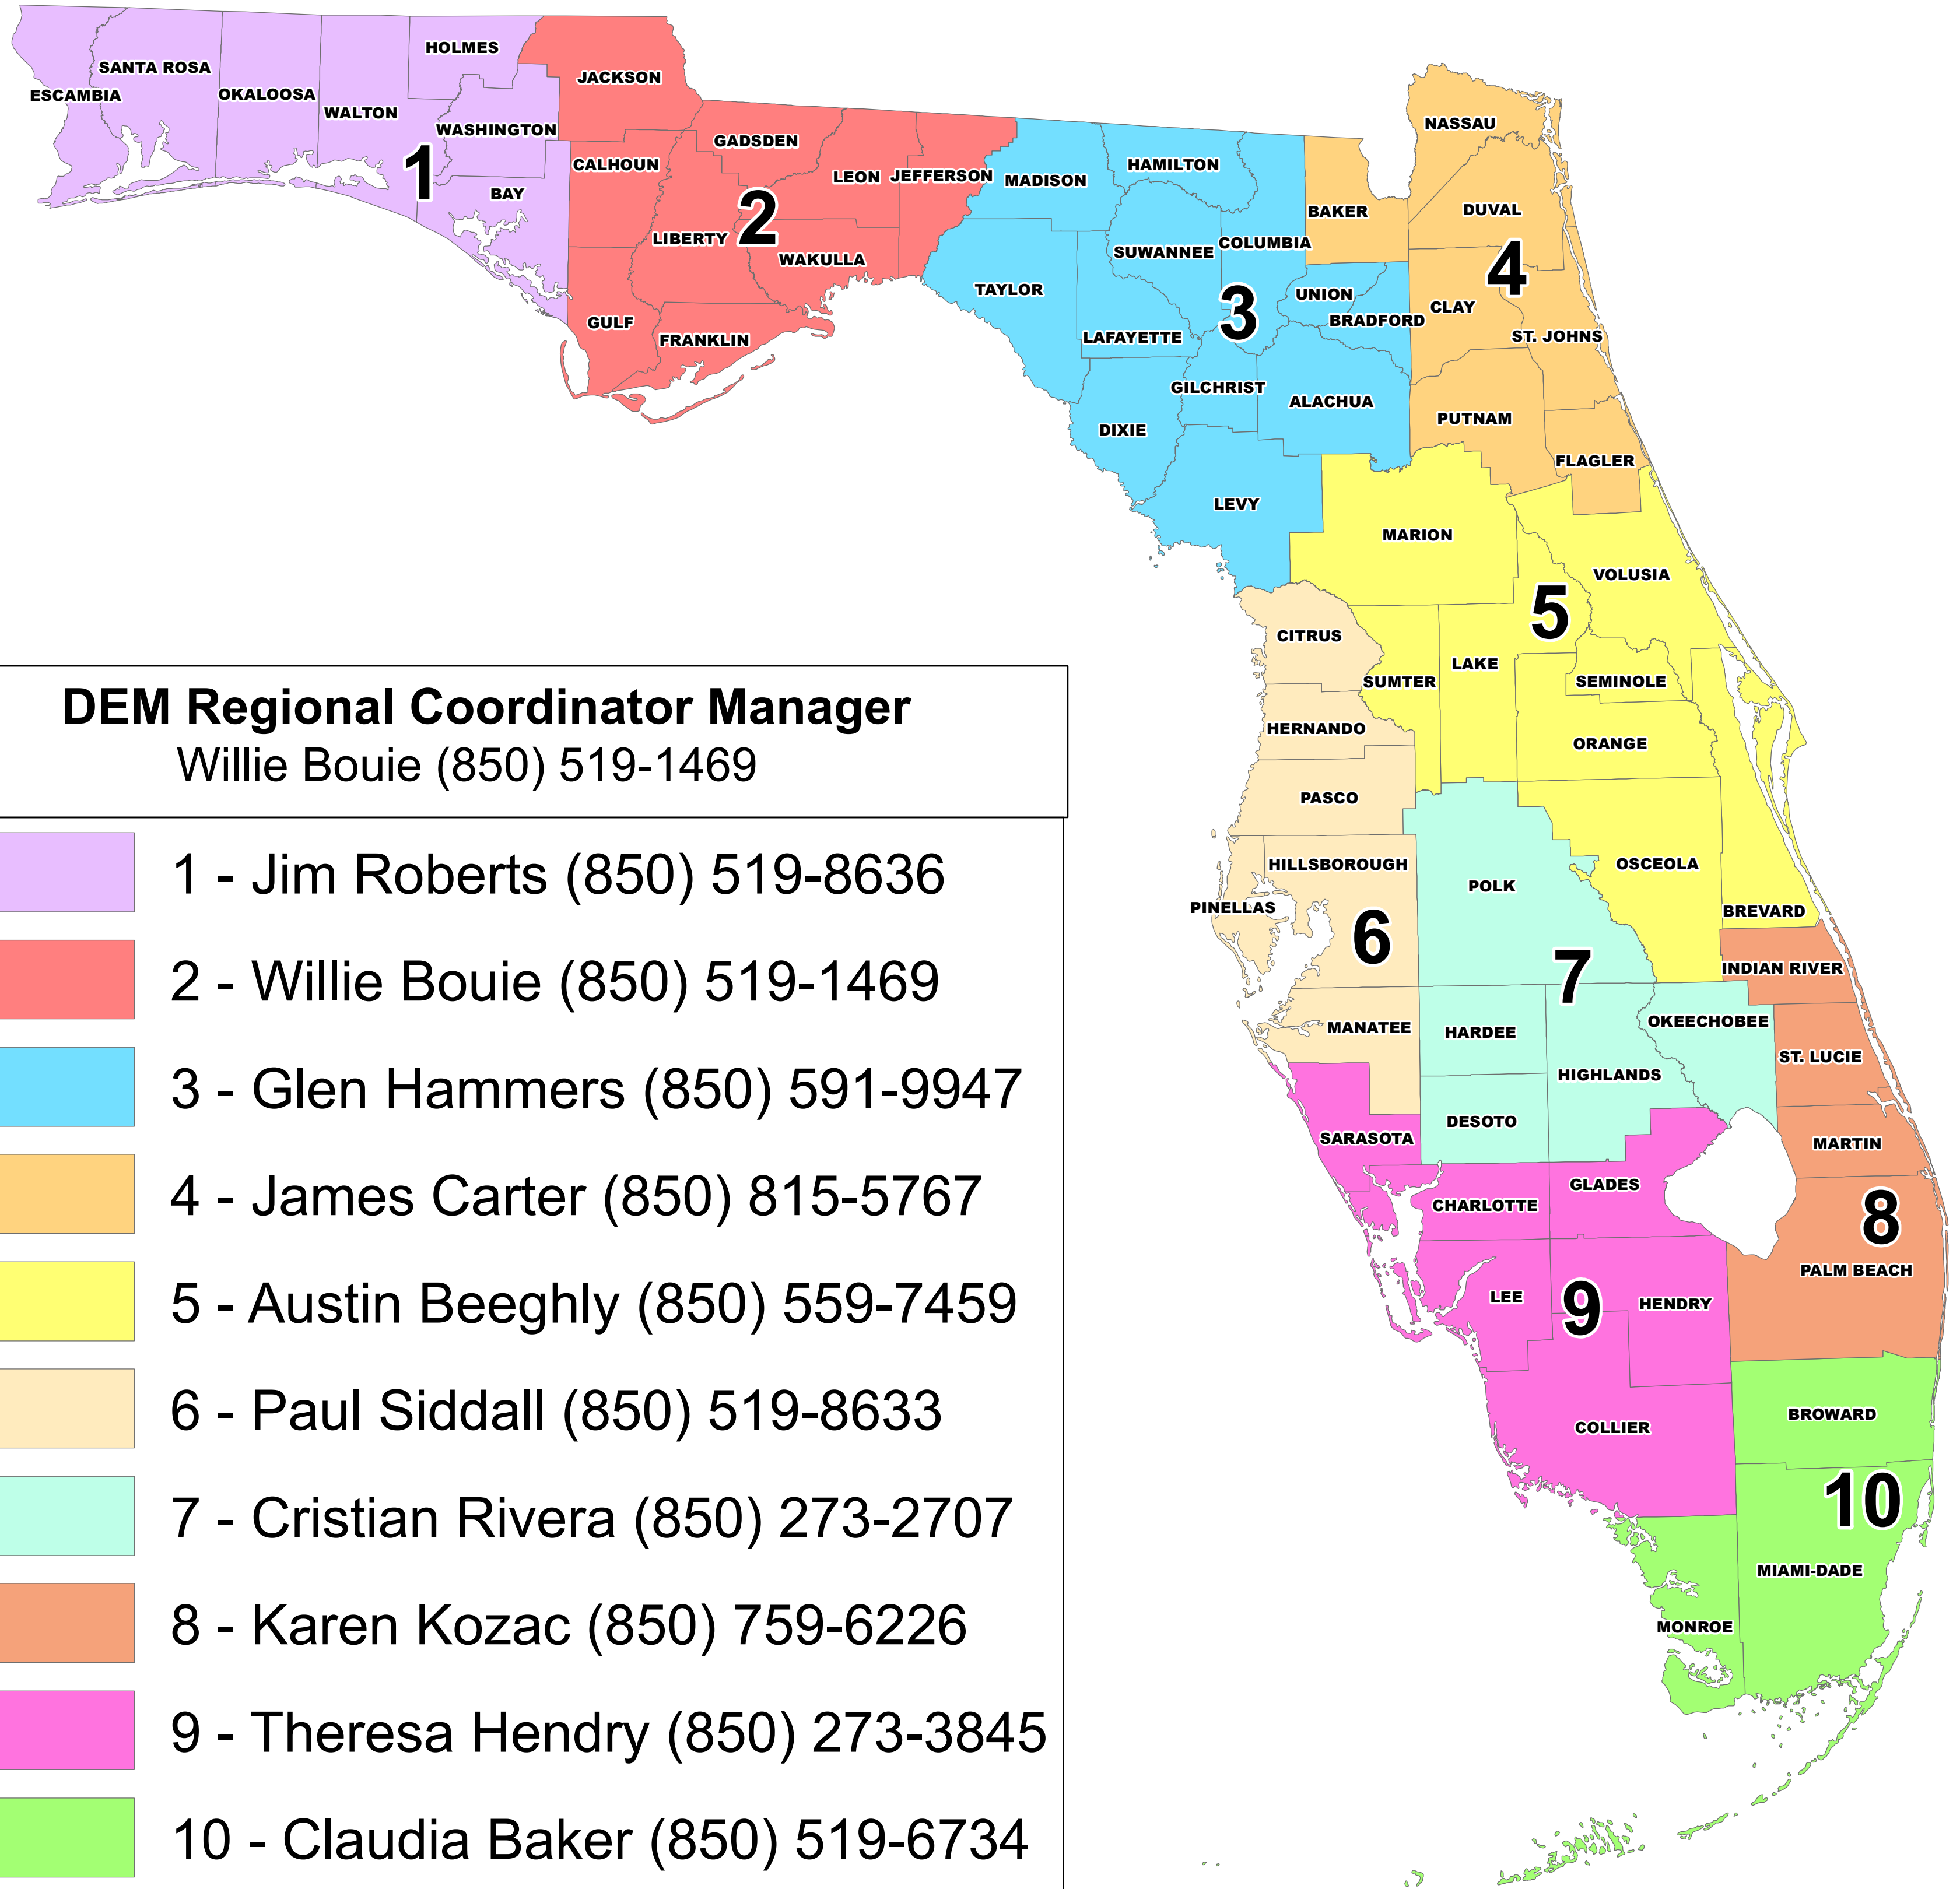 HOLMES
SANTA ROSA
JACKSON
ESCAMBIA
OKALOOSA
WALTON
WASHINGTON
NASSAU
GADSDEN
CALHOUN
HAMILTON
1
LEON
JEFFERSON
MADISON
BAY
DUVAL
BAKER
2
LIBERTY
COLUMBIA
SUWANNEE
WAKULLA
4
TAYLOR
UNION
CLAY
3
GULF
BRADFORD
FRANKLIN
LAFAYETTE
ST. JOHNS
GILCHRIST
ALACHUA
PUTNAM
DIXIE
FLAGLER
LEVY
MARION
VOLUSIA
5
CITRUS
LAKE
SUMTER
SEMINOLE
HERNANDO
ORANGE
PASCO
HILLSBOROUGH
OSCEOLA
POLK
PINELLAS
BREVARD
6
7
INDIAN RIVER
OKEECHOBEE
MANATEE
HARDEE
ST. LUCIE
HIGHLANDS
DESOTO
SARASOTA
MARTIN
GLADES
CHARLOTTE
8
PALM BEACH
LEE
9
HENDRY
BROWARD
COLLIER
10
MIAMI-DADE
MONROE
DEM Regional Coordinator Manager
Willie Bouie (850) 519-1469
1 - Jim Roberts (850) 519-8636
2 - Willie Bouie (850) 519-1469
3 - Glen Hammers (850) 591-9947
4 - James Carter (850) 815-5767
5 - Austin Beeghly (850) 559-7459
6 - Paul Siddall (850) 519-8633
7 - Cristian Rivera (850) 273-2707
8 - Karen Kozac (850) 759-6226
9 - Theresa Hendry (850) 273-3845
10 - Claudia Baker (850) 519-6734